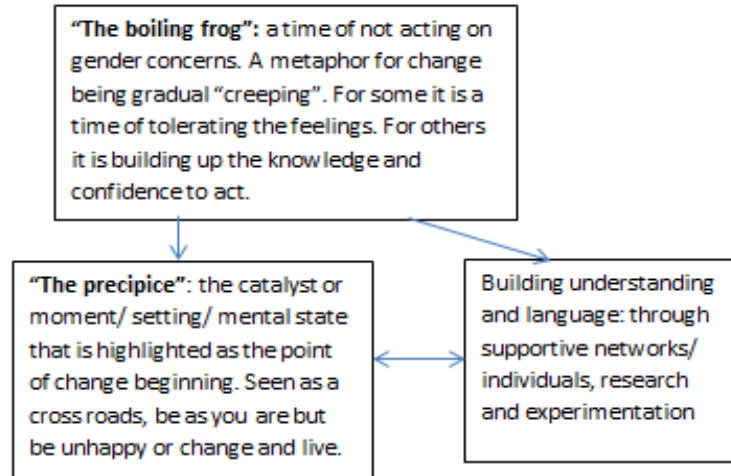 “The boiling frog”: a time of not acting on
gender concerns. A metaphor for change
being gradual “creeping”. For some it is a
time of tolerating the feelings. For others
it is building up the knowledge and
confidence to act.
“The precipice”: the catalyst or
moment/ setting/ mental state
that is highlighted as the point
of change beginning. Seen as a
cross roads, be as you are but
be unhappy or change and live.
Building understanding
and language: through
supportive networks/
individuals, research
and experimentation